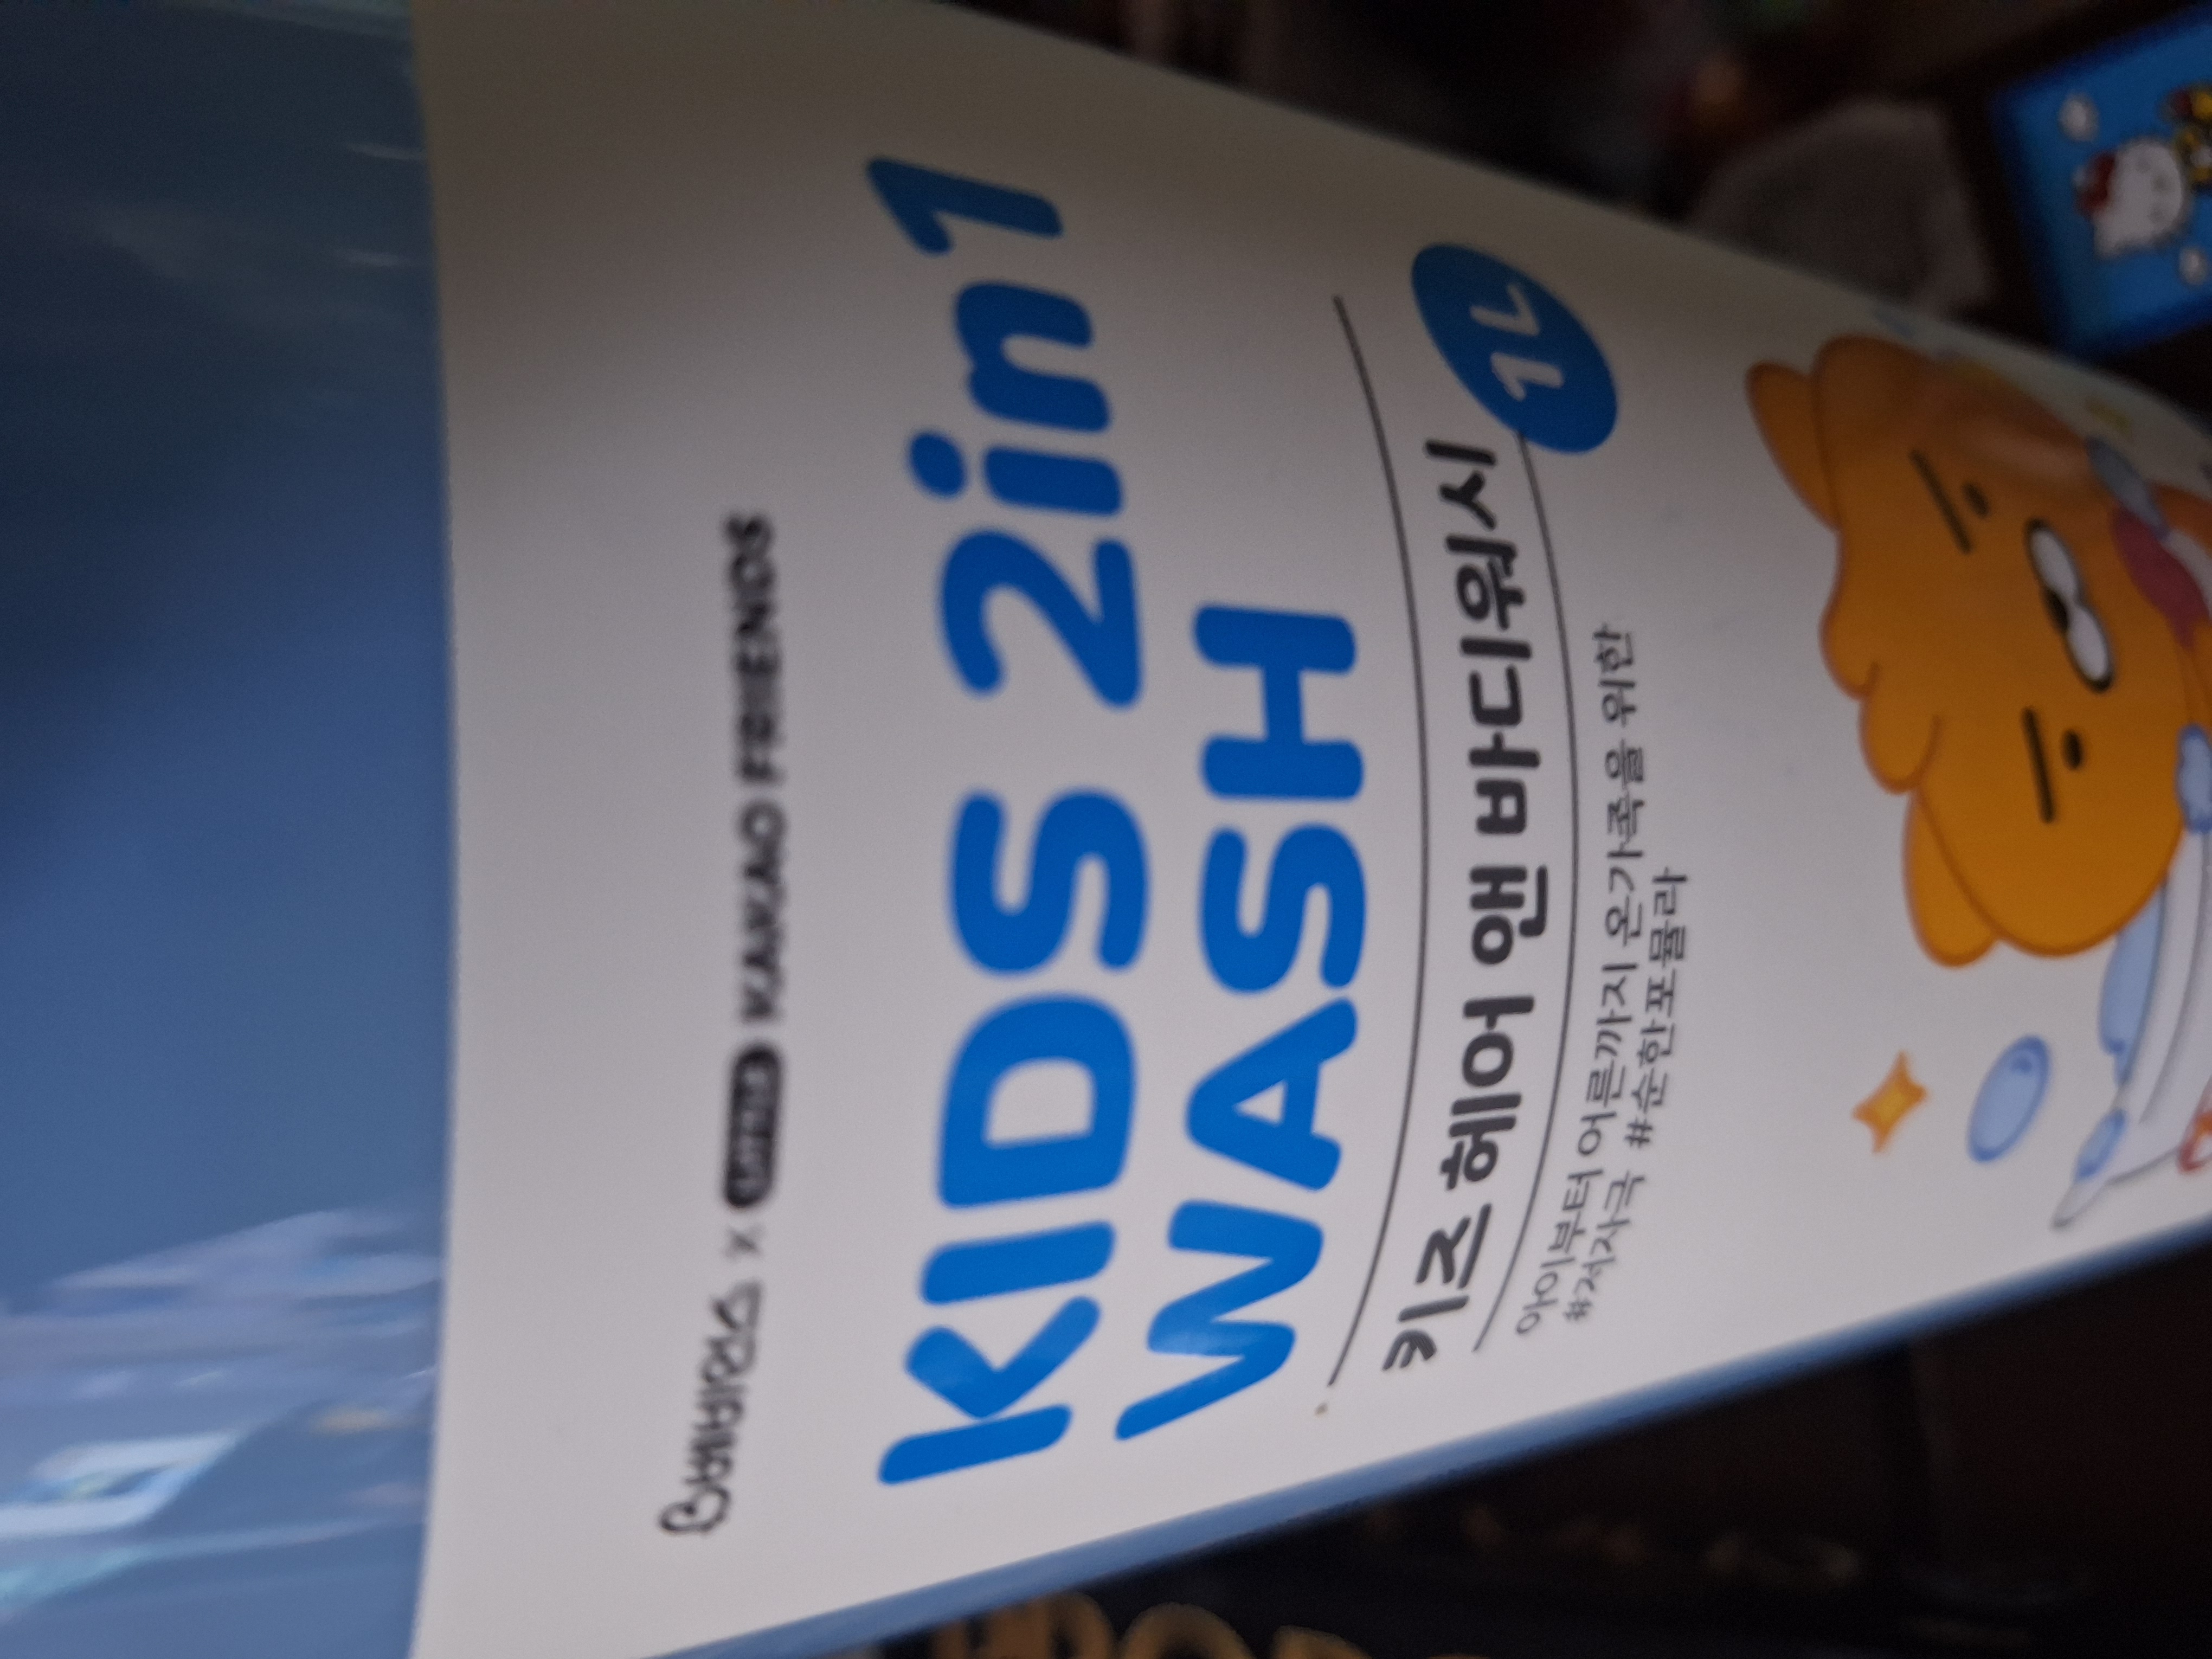 KAKAO FRIENDS
KIDS 2in1
WASH
키즈 헤어 앤 바디워시
1L
아이부터 어른까지 온가족을 위한
#저자극 #순한포뮬라